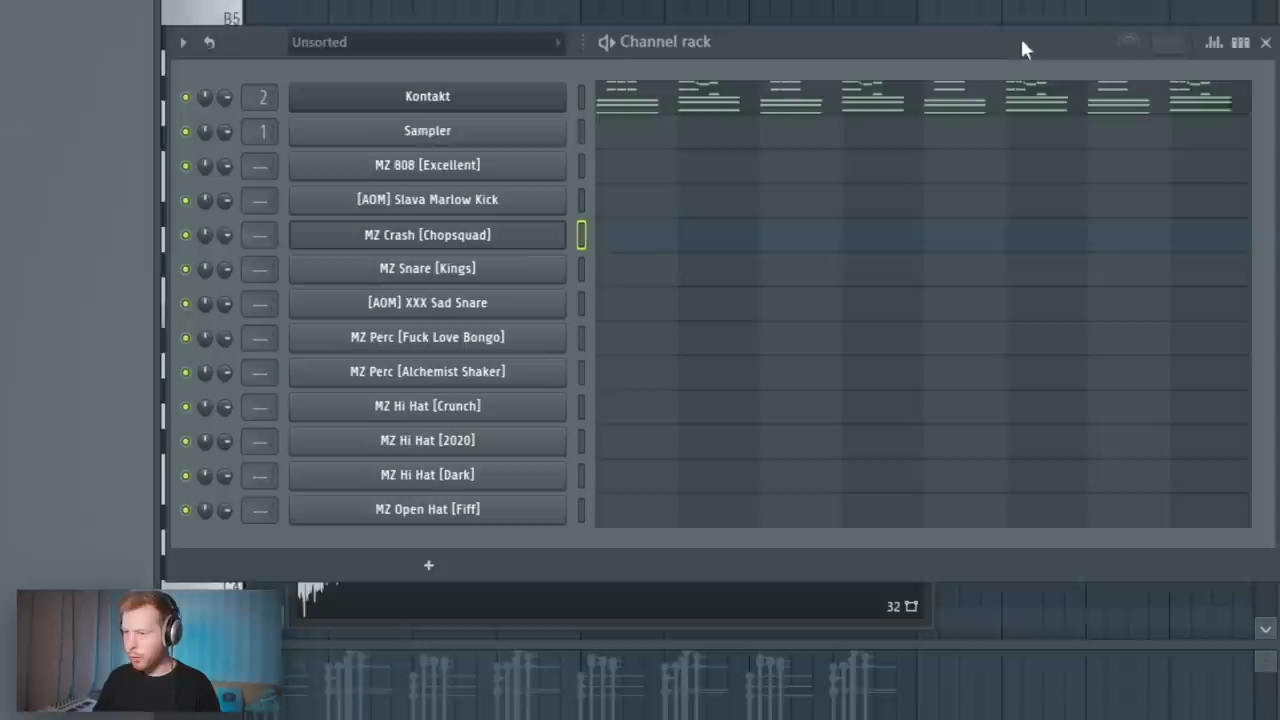 B5
Unsorted
Channel rack
2
Kontakt
1
Sampler
MZ 808 [Excellent]
[AOM] Slava Marlow Kick
MZ Crash [Chopsquad]
MZ Snare [Kings]
[AOM] XXX Sad Snare
MZ Perc [Fuck Love Bongo]
MZ Perc [Alchemist Shaker]
MZ Hi Hat [Crunch]
MZ Hi Hat [2020]
MZ Hi Hat [Dark]
MZ Open Hat [Fiff]
+
32